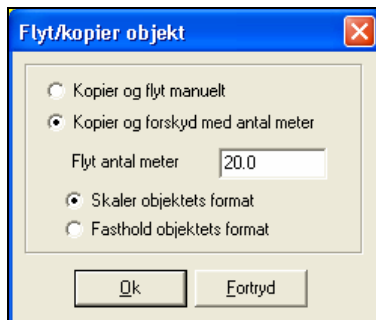 Flyt/kopier objekt
Kopier og flyt manuelt
Kopier og forskyd med antal meter
Flyt antal meter 20.0
Skaler objektets format
Fasthold objektets format
Ok Fortryd